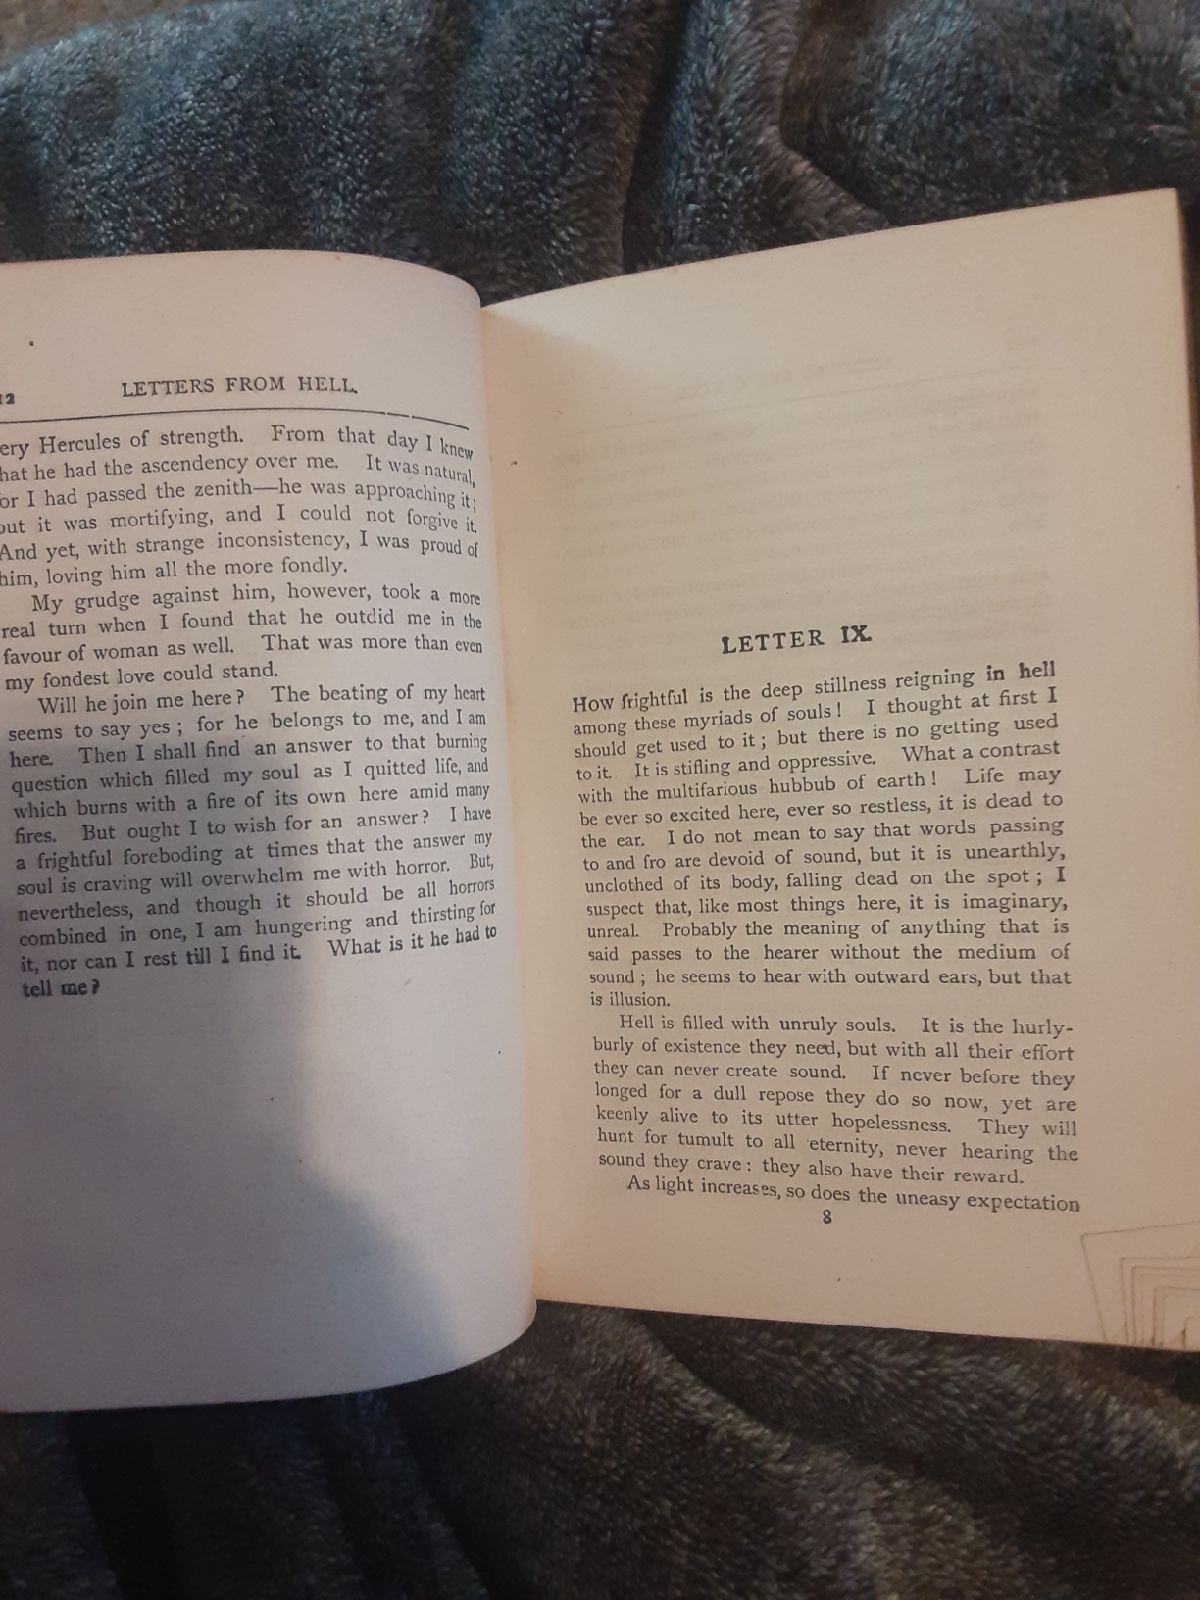 12
LETTERS FROM HELL.
ery Hercules of strength. From that day I knew
hat he had the ascendency over me. It was natural,
or I had passed the zenith—he was approaching it;
out it was mortifying, and I could not forgive it.
And yet, with strange inconsistency, I was proud of
him, loving him all the more fondly.
My grudge against him, however, took a more
real turn when I found that he outdid me in the
favour of woman as well. That was more than even
my fondest love could stand.
Will he join me here? The beating of my heart
seems to say yes; for he belongs to me, and I am
here. Then I shall find an answer to that burning
question which filled my soul as I quitted life, and
which burns with a fire of its own here amid many
fires. But ought I to wish for an answer? I have
a frightful foreboding at times that the answer my
soul is craving will overwhelm me with horror. But,
nevertheless, and though it should be all horrors
combined in one, I am hungering and thirsting for
it, nor can I rest till I find it. What is it he had to
tell me?
LETTER IX.
How frightful is the deep stillness reigning in hell
among these myriads of souls! I thought at first I
should get used to it; but there is no getting used
to it. It is stifling and oppressive. What a contrast
with the multifarious hubbub of earth! Life may
be ever so excited here, ever so restless, it is dead to
the ear. I do not mean to say that words passing
to and fro are devoid of sound, but it is unearthly,
unclothed of its body, falling dead on the spot; I
suspect that, like most things here, it is imaginary,
unreal. Probably the meaning of anything that is
said passes to the hearer without the medium of
sound; he seems to hear with outward ears, but that
is illusion.
Hell is filled with unruly souls. It is the hurly-
burly of existence they need, but with all their effort
they can never create sound. If never before they
longed for a dull repose they do so now, yet are
keenly alive to its utter hopelessness. They will
hunt for tumult to all eternity, never hearing the
sound they crave: they also have their reward.
As light increases, so does the uneasy expectation
8